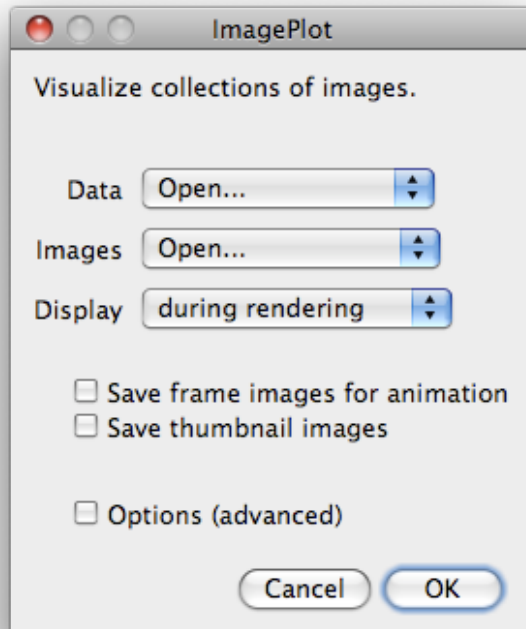 ImagePlot
Visualize collections of images.
Data Open...
Images Open...
Display during rendering
Save frame images for animation
Save thumbnail images
Options (advanced)
Cancel OK